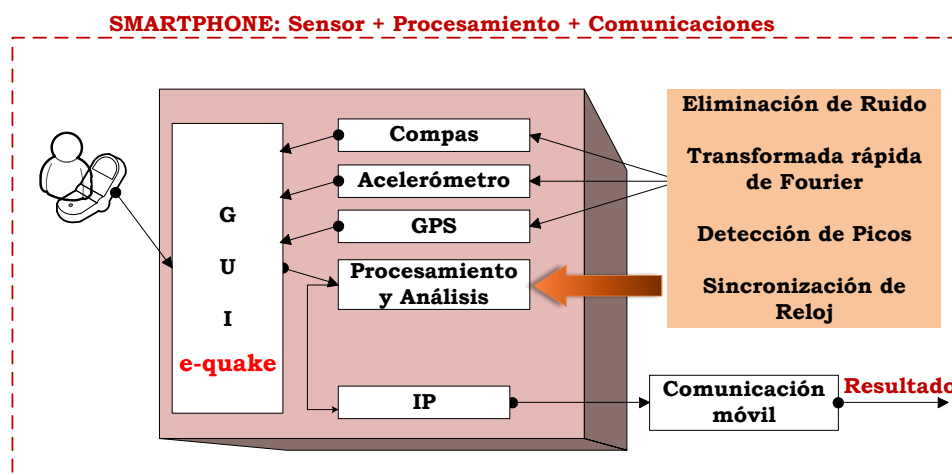 SMARTPHONE: Sensor + Procesamiento + Comunicaciones
Compas
Acelerómetro
GPS
Procesamiento
y Análisis
IP
G
U
I
e-quake
Eliminación de Ruido
Transformada rápida
de Fourier
Detección de Picos
Sincronización de
Reloj
Comunicación
móvil
Resultado